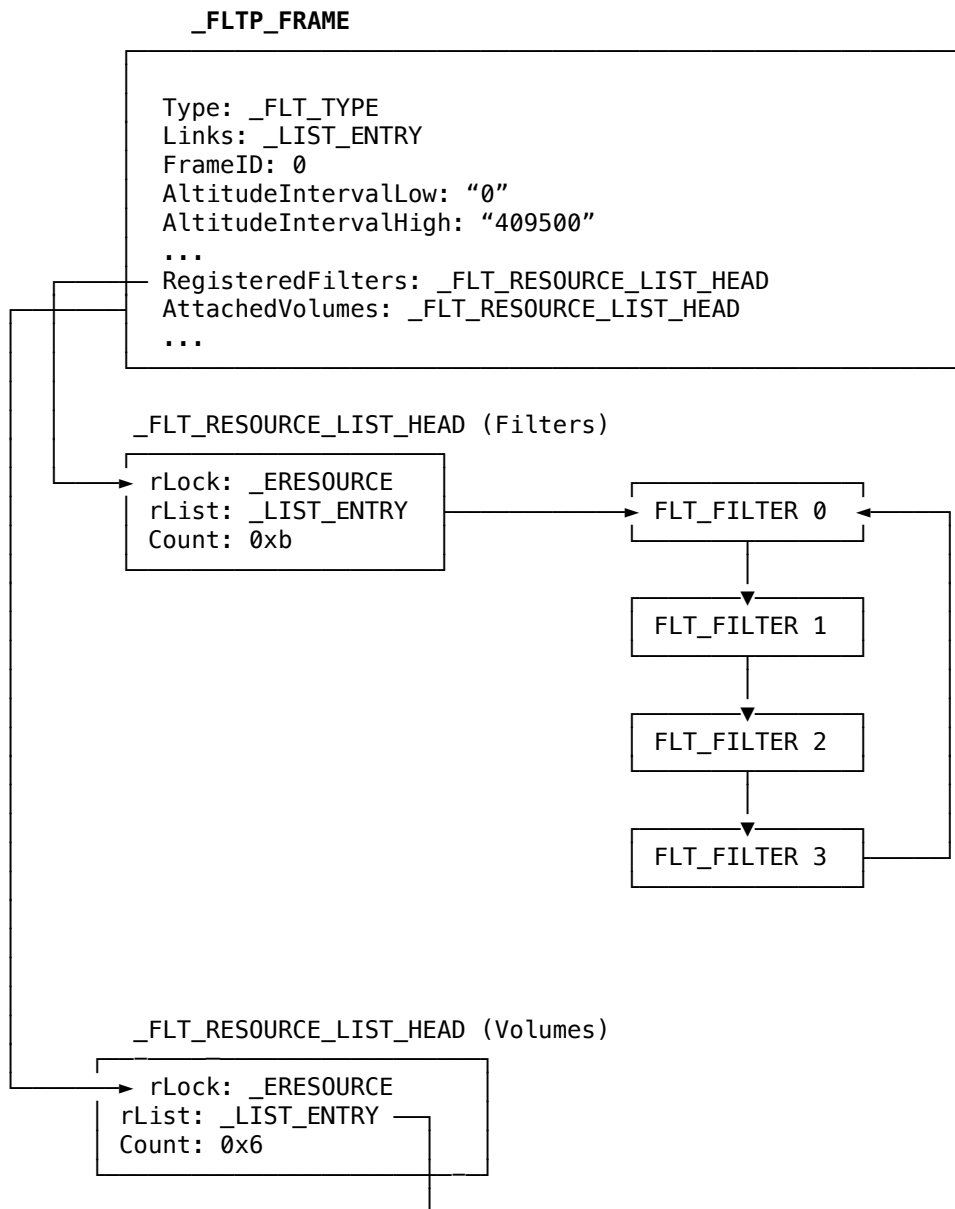 _FLTP_FRAME
Type: _FLT_TYPE
Links: _LIST_ENTRY
FrameID: 0
AltitudeIntervalLow: “0”
AltitudeIntervalHigh: “409500”
...
RegisteredFilters: _FLT_RESOURCE_LIST_HEAD
AttachedVolumes: _FLT_RESOURCE_LIST_HEAD
...
_FLT_RESOURCE_LIST_HEAD (Filters)
rLock: _ERESOURCE
rList: _LIST_ENTRY
Count: 0xb
FLT_FILTER 0
FLT_FILTER 1
FLT_FILTER 2
FLT_FILTER 3
_FLT_RESOURCE_LIST_HEAD (Volumes)
rLock: _ERESOURCE
rList: _LIST_ENTRY
Count: 0x6